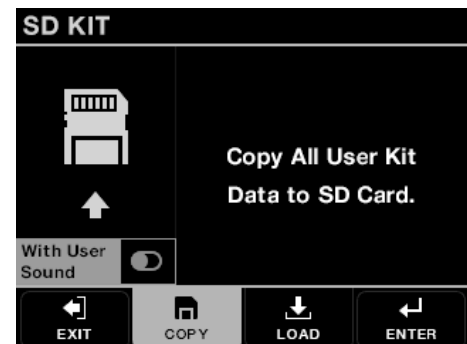 SD KIT
Copy All User Kit
Data to SD Card.
With User
Sound
EXIT
COPY
LOAD
ENTER